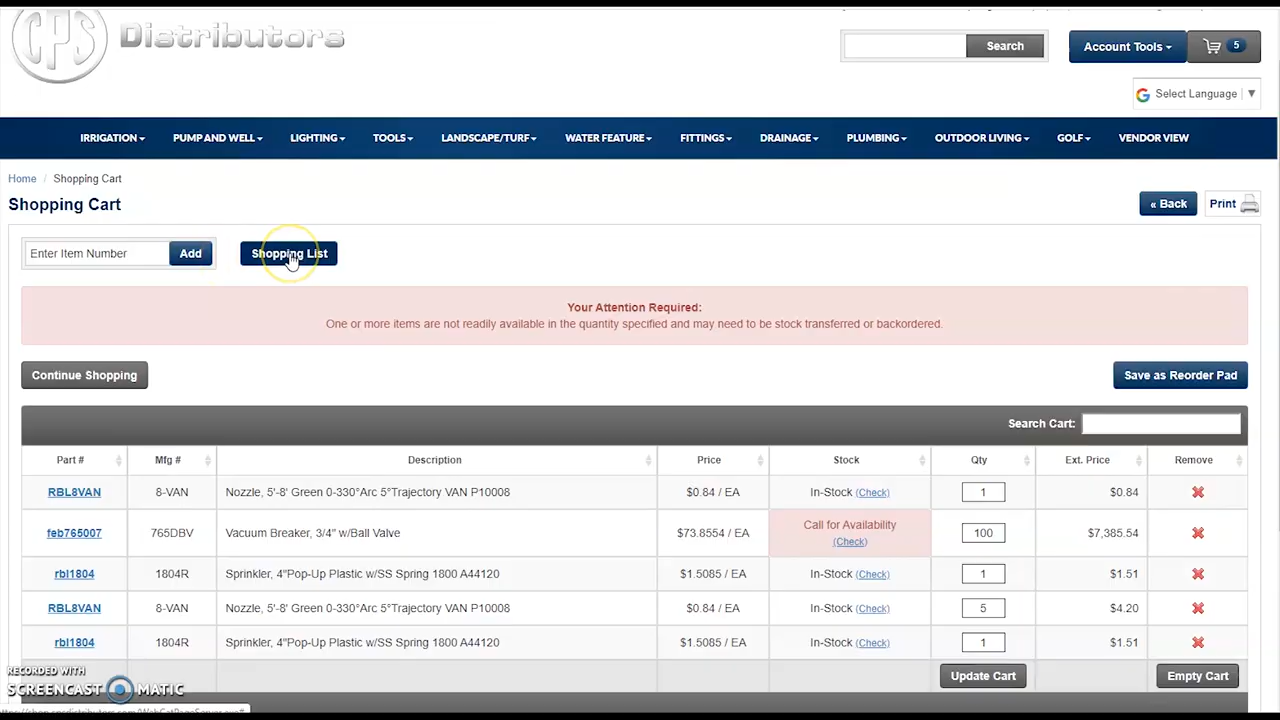 CPS Distributors
Search
Account Tools
5
Select Language
IRRIGATION PUMP AND WELL LIGHTING TOOLS LANDSCAPE/TURF WATER FEATURE FITTINGS DRAINAGE PLUMBING OUTDOOR LIVING GOLF VENDOR VIEW
Home / Shopping Cart
Shopping Cart
« Back
Print
Enter Item Number
Add
Shopping List
Your Attention Required:
One or more items are not readily available in the quantity specified and may need to be stock transferred or backordered.
Continue Shopping
Save as Reorder Pad
Search Cart:
Part # Mfg # Description Price Stock Qty Ext. Price Remove
RBL8VAN 8-VAN Nozzle, 5'-8' Green 0-330°Arc 5°Trajectory VAN P10008 $0.84 / EA In-Stock (Check) 1 $0.84
feb765007 765DBV Vacuum Breaker, 3/4" w/Ball Valve $73.8554 / EA Call for Availability (Check) 100 $7,385.54
rbl1804 1804R Sprinkler, 4"Pop-Up Plastic w/SS Spring 1800 A44120 $1.5085 / EA In-Stock (Check) 1 $1.51
RBL8VAN 8-VAN Nozzle, 5'-8' Green 0-330°Arc 5°Trajectory VAN P10008 $0.84 / EA In-Stock (Check) 5 $4.20
rbl1804 1804R Sprinkler, 4"Pop-Up Plastic w/SS Spring 1800 A44120 $1.5085 / EA In-Stock (Check) 1 $1.51
Update Cart
Empty Cart
RECORDED WITH
SCREENCAST MATIC